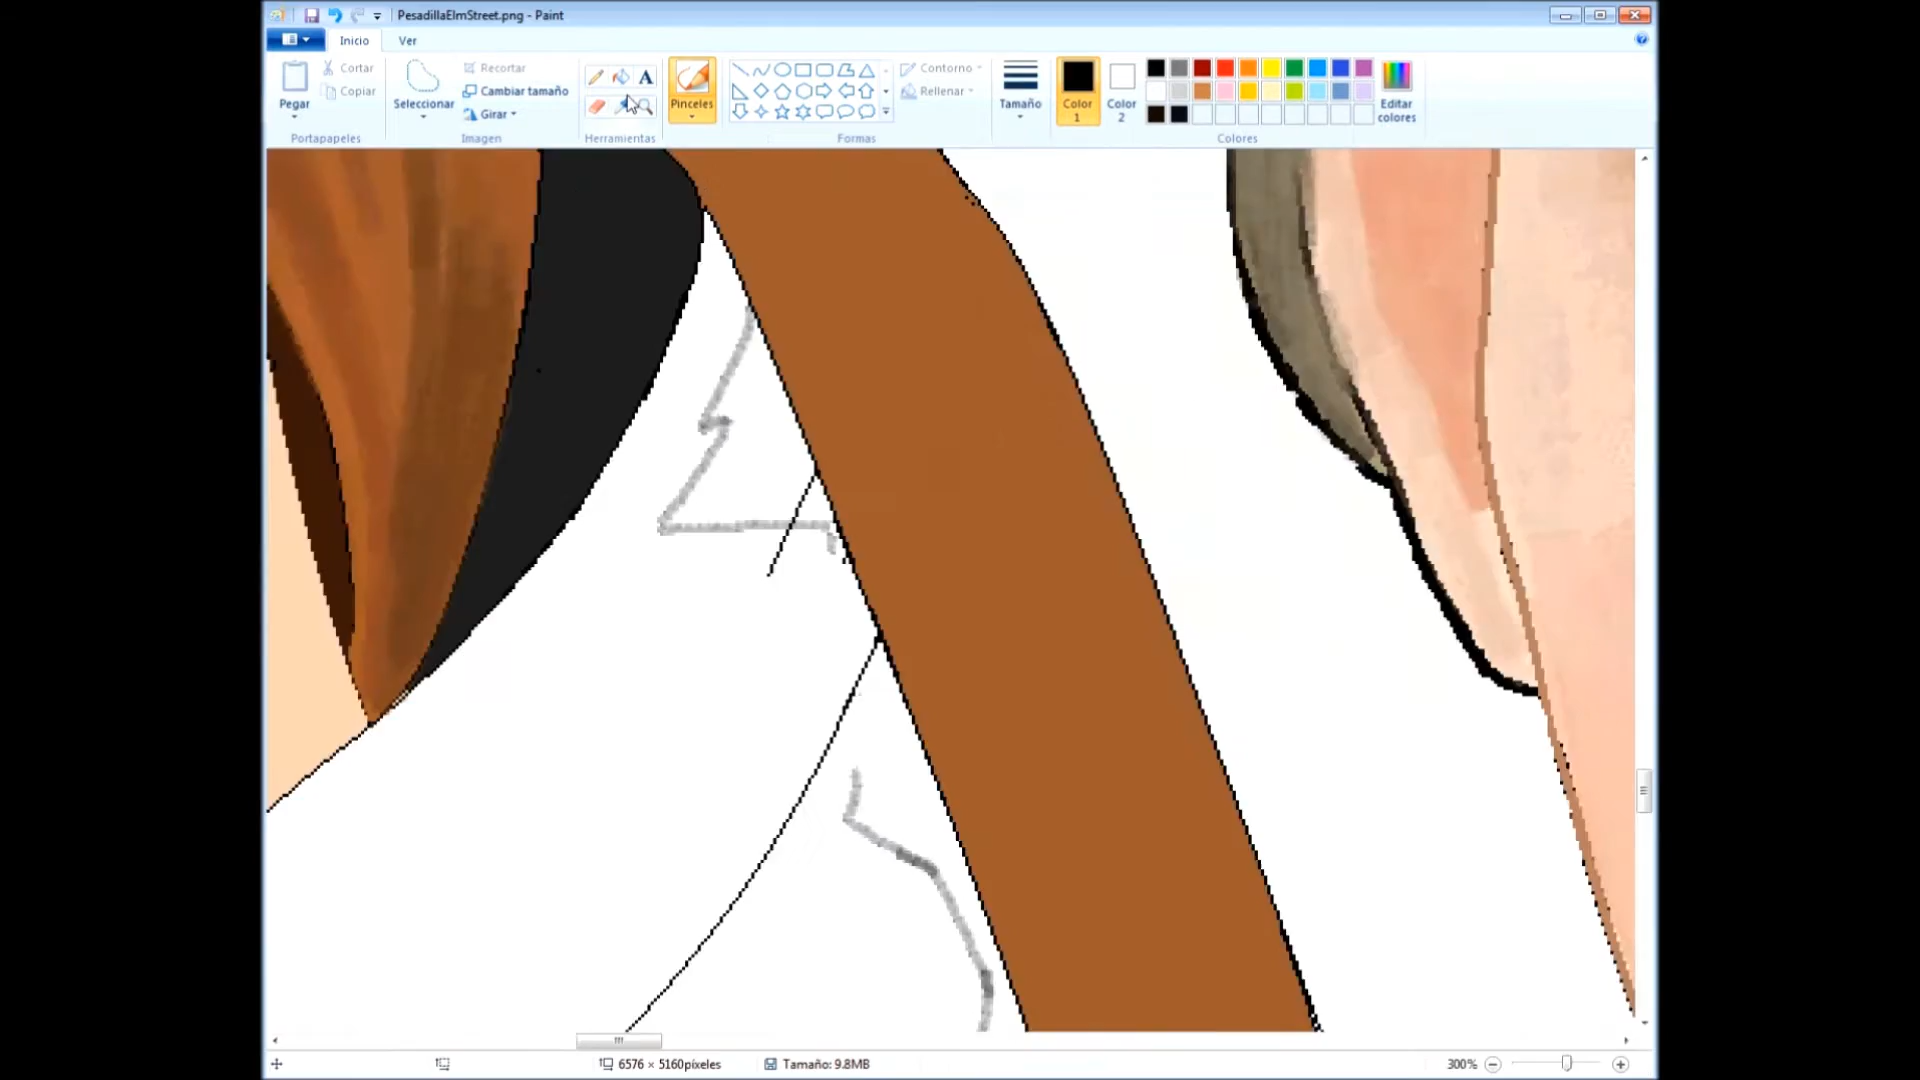 PesadillaElmStreet.png - Paint
Inicio Ver
Pegar
Cortar
Copiar
Portapapeles
Seleccionar
Recortar
Cambiar tamaño
Girar
Imagen
A
Herramientas
Pinceles
Formas
Contorno
Rellenar
Tamaño
Color 1
Color 2
Editar colores
Colores
6576 × 5160píxeles
Tamaño: 9.8MB
300%